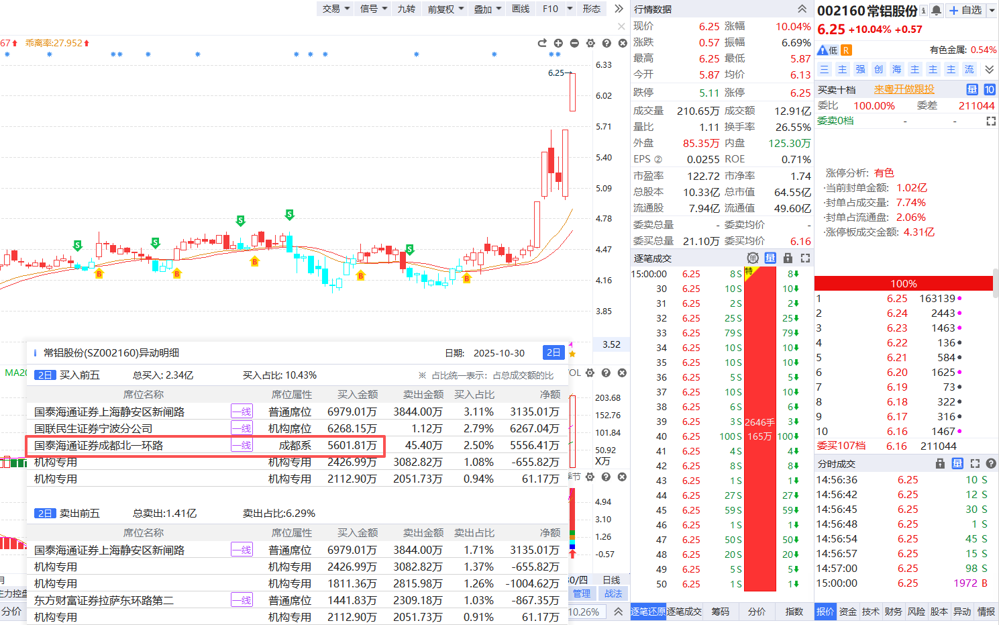 交易 信号 九转 前复权 叠加 画线 F10 形态
67 乖离率:27.952
6.25
6.33
6.02
5.71
5.40
5.09
4.78
4.47
4.16
3.85
3.52
S S S S S
B B B B B
MA20
VOL
203.68
152.76
101.84
50.92
X万
季节
4.94
3.10
1.26
-0.57
月 30/四 日线
主力控盘 管理 战法
分价 10.26%
常铝股份(SZ002160)异动明细 日期: 2025-10-30 2日
2日 买入前五 总买入: 2.34亿 买入占比: 10.43% ※ 占比统一表示: 占总成交额的比
席位名称 席位属性 买入金额 卖出金额 买入占比 净额
国泰海通证券上海静安区新闸路 一线 普通席位 6979.01万 3844.00万 3.11% 3135.01万
国联民生证券宁波分公司 一线 机构席位 6268.15万 1.12万 2.79% 6267.04万
国泰海通证券成都北一环路 一线 成都系 5601.81万 45.40万 2.50% 5556.41万
机构专用 机构专用 2426.99万 3082.82万 1.08% -655.82万
机构专用 机构专用 2112.90万 2051.73万 0.94% 61.17万
2日 卖出前五 总卖出:1.41亿 卖出占比:6.29%
席位名称 席位属性 买入金额 卖出金额 卖出占比 净额
国泰海通证券上海静安区新闸路 一线 普通席位 6979.01万 3844.00万 1.71% 3135.01万
机构专用 机构专用 2426.99万 3082.82万 1.37% -655.82万
机构专用 机构专用 1811.36万 2815.98万 1.26% -1004.62万
东方财富证券拉萨东环路第二 一线 普通席位 1441.83万 2309.18万 1.03% -867.35万
机构专用 机构专用 2112.90万 2051.73万 0.91% 61.17万
行情数据
现价 6.25 涨幅 10.04%
涨跌 0.57 振幅 6.69%
最高 6.25 最低 5.87
今开 5.87 均价 6.13
跌停 5.11 涨停 6.25
成交量 210.65万 成交额 12.91亿
量比 1.11 换手率 26.55%
外盘 85.35万 内盘 125.30万
EPS ② 0.0255 ROE 0.71%
市盈率 122.72 市净率 1.74
总股本 10.33亿 总市值 64.55亿
流通股 7.94亿 流通值 49.60亿
委卖总量 - 委卖均价 -
委买总量 21.10万 委买均价 6.16
逐笔成交 单 量
15:00:00 6.25 8 S 特 8
30 6.25 10 S 10
31 6.25 2 S 2
32 6.25 25 S 25
33 6.25 79 S 79
34 6.25 10 S 10
35 6.25 10 S 10
36 6.25 5 S 5
37 6.25 10 S 10
38 6.25 6 S 6
39 6.25 3 S 2646手 3
40 6.25 100 S 165万 100
41 6.25 4 S 4
42 6.25 8 S 8
43 6.25 1 S 1
44 6.25 27 S 27
45 6.25 59 S 59
46 6.25 1 S 1
47 6.25 50 S 50
48 6.25 20 S 20
49 6.25 5 S 5
50 6.25 1 S 1
逐笔还原 逐笔成交 筹码 分价 指数
002160 常铝股份 自选
6.25 +10.04% +0.57
低 R 有色金属: 0.54%
三 主 强 创 海 主 主 主 流
买卖十档 来粤开做跟投 量 10
委比 100.00% 委差 211044
委卖0档 - -
涨停分析: 有色
·当前封单金额: 1.02亿
·封单占成交量: 7.74%
·封单占流通盘: 2.06%
·涨停板成交金额: 4.31亿
100%
1 6.25 163139
2 6.24 2443
3 6.23 1463
4 6.22 136
5 6.21 584
6 6.20 1625
7 6.19 73
8 6.18 322
9 6.17 316
10 6.16 1467
委买107档 6.16 211044
分时成交 量
14:56:36 6.25 10 S
14:56:42 6.25 12 S
14:56:45 6.25 30 S
14:56:48 6.25 1 S
14:56:54 6.25 45 S
14:56:57 6.25 15 S
14:57:00 6.25 98 S
15:00:00 6.25 1972 B
报价 资金 技术 财务 风险 股本 异动 情报